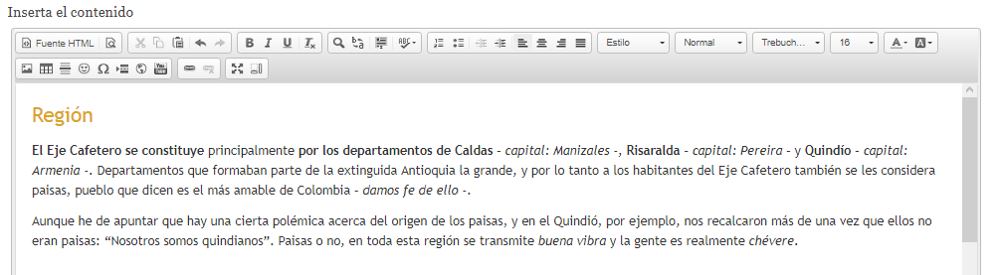 Inserta el contenido
Fuente HTML
Estilo Normal Trebuch... 16
Región
El Eje Cafetero se constituye principalmente por los departamentos de Caldas - capital: Manizales -, Risaralda - capital: Pereira - y Quindío - capital:
Armenia -. Departamentos que formaban parte de la extinguida Antioquia la grande, y por lo tanto a los habitantes del Eje Cafetero también se les considera
paisas, pueblo que dicen es el más amable de Colombia - damos fe de ello -.
Aunque he de apuntar que hay una cierta polémica acerca del origen de los paisas, y en el Quindió, por ejemplo, nos recalcaron más de una vez que ellos no
eran paisas: “Nosotros somos quindianos”. Paisas o no, en toda esta región se transmite buena vibra y la gente es realmente chévere.